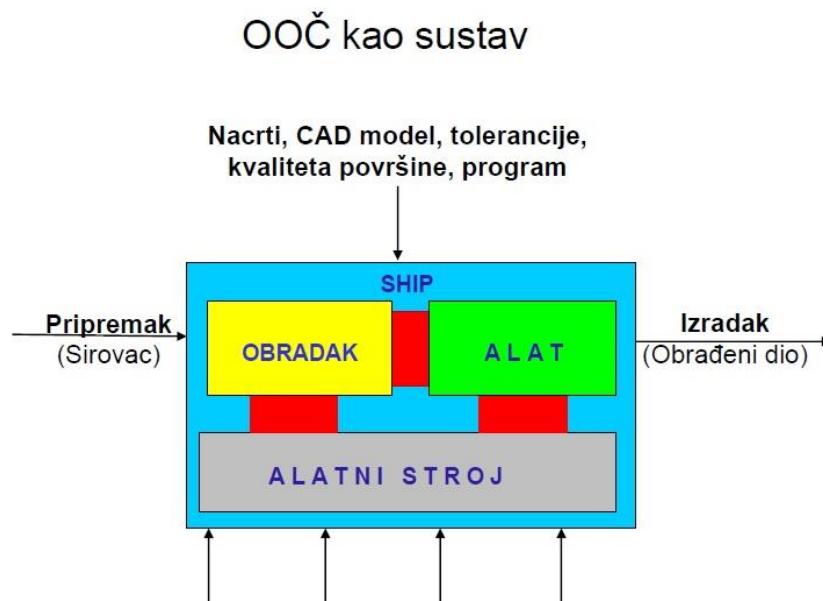 OOČ kao sustav
Nacrti, CAD model, tolerancije,
kvaliteta površine, program
SHIP
Pripremak
(Sirovac)
OBRADAK
A L A T
Izradak
(Obrađeni dio)
A L A T N I   S T R O J